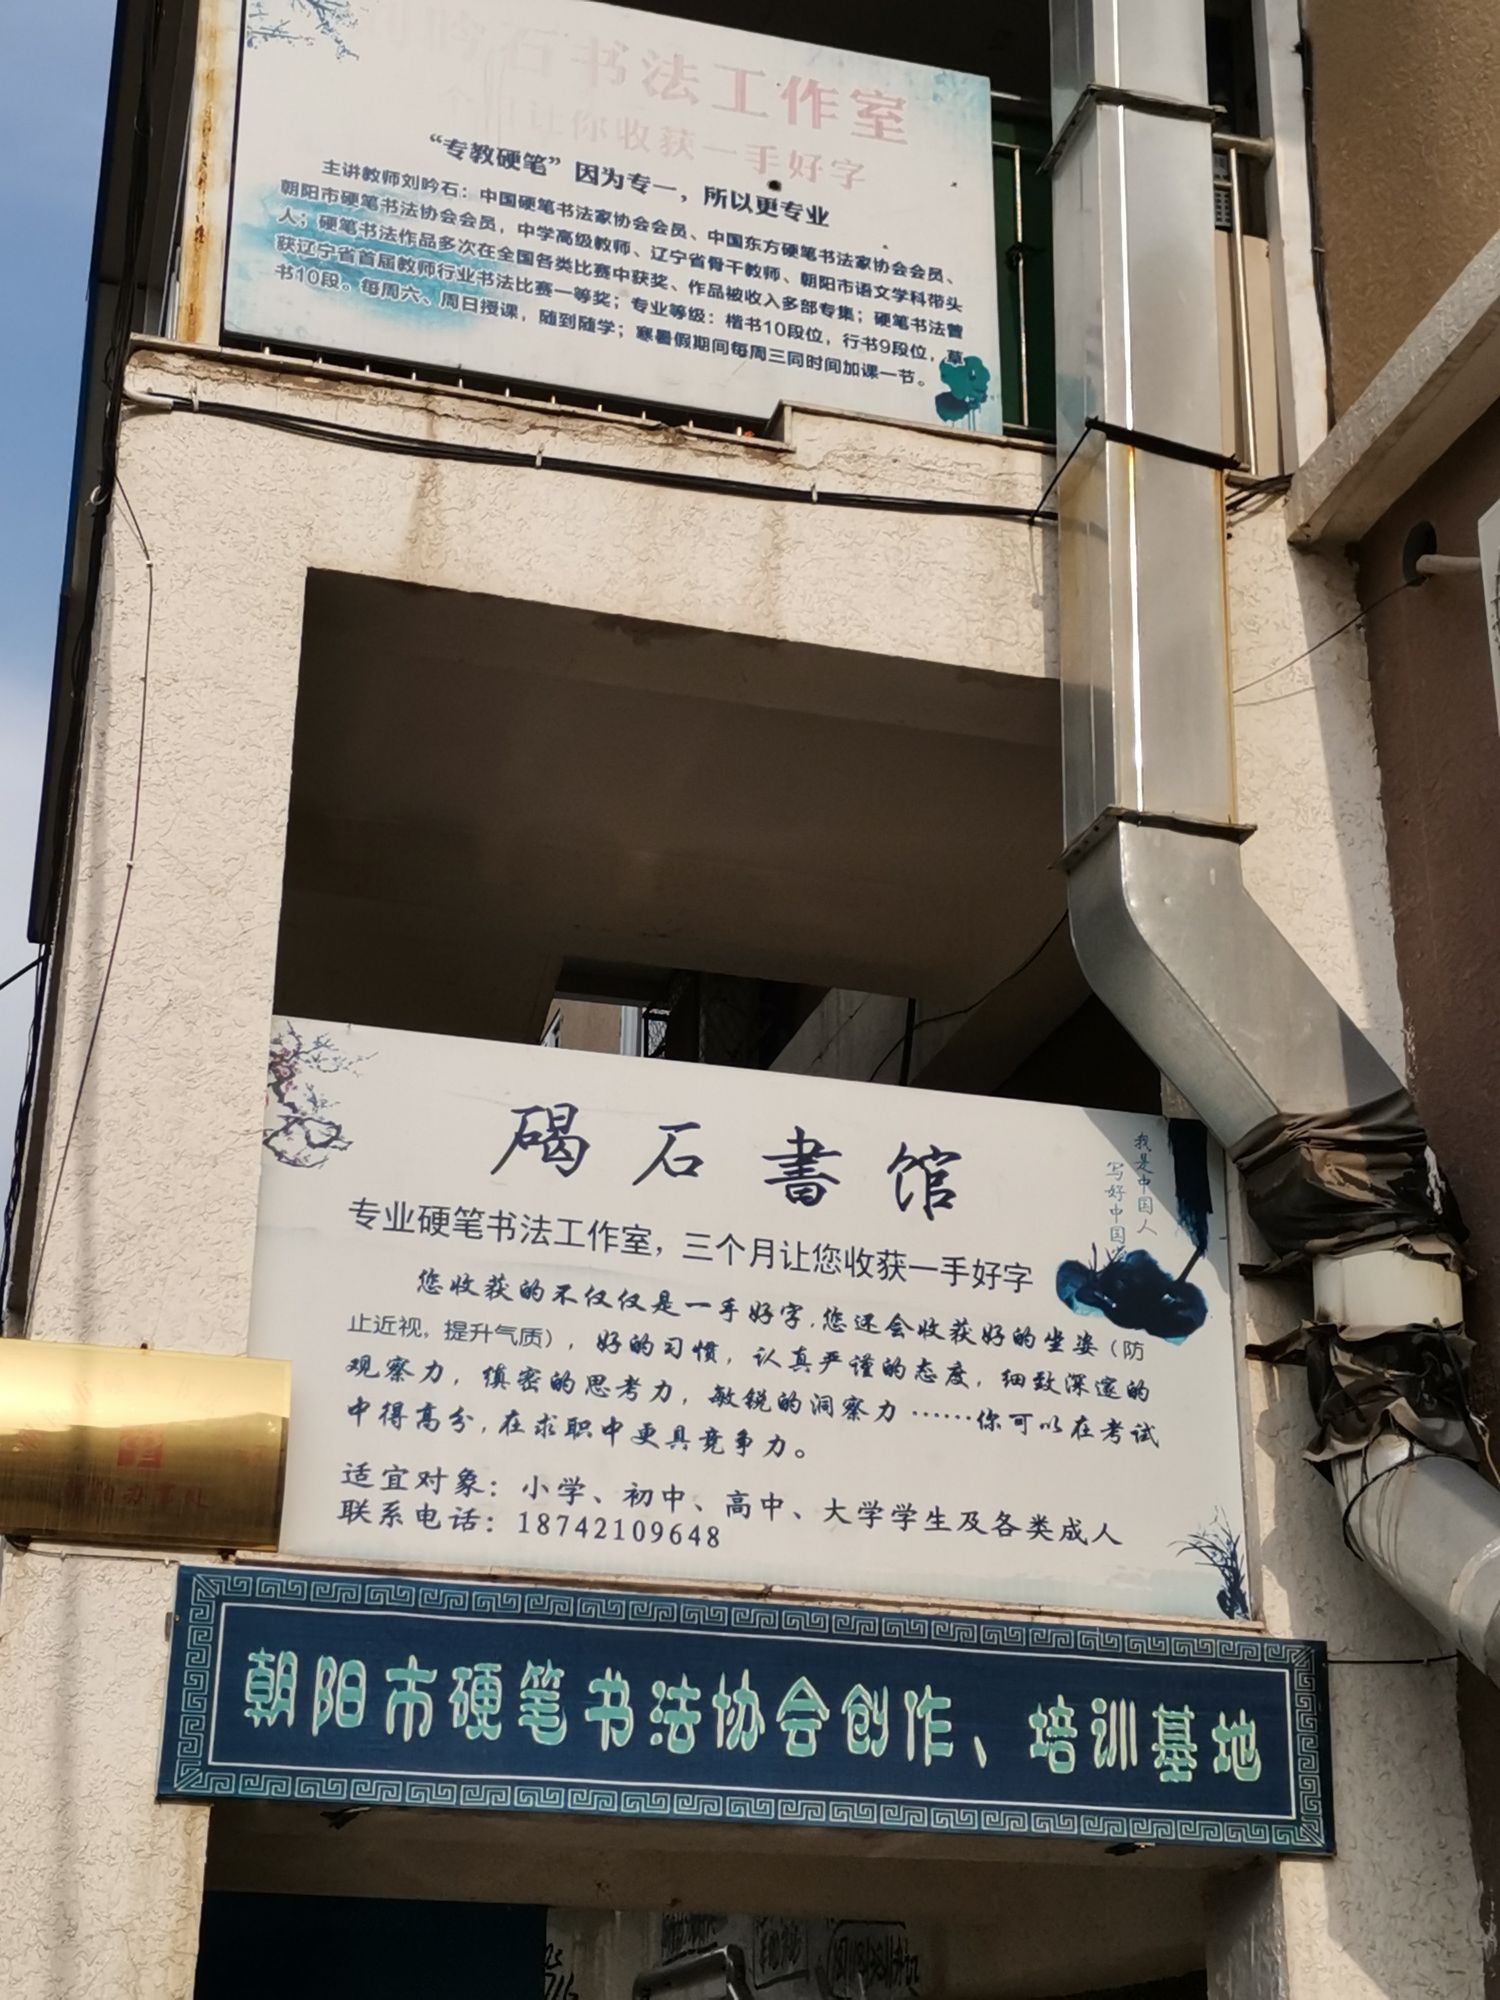 吟石书法工作室
个月让你收获一手好字
“专教硬笔”因为专一，所以更专业
主讲教师刘吟石：中国硬笔书法家协会会员、中国东方硬笔书法家协会会员、
朝阳市硬笔书法协会会员，中学高级教师、辽宁省骨干教师、朝阳市语文学科带头
人；硬笔书法作品多次在全国各类比赛中获奖、作品被收入多部专集；硬笔书法曾
获辽宁省首届教师行业书法比赛一等奖；专业等级：楷书10段位，行书9段位，草
书10段。每周六、周日授课，随到随学；寒暑假期间每周三同时间加课一节。
碣石書馆
我是中国人
写好中国
专业硬笔书法工作室，三个月让您收获一手好字
您收获的不仅仅是一手好字，您还会收获好的坐姿（防
止近视，提升气质），好的习惯，认真严谨的态度，细致深邃的
观察力，缜密的思考力，敏锐的洞察力……你可以在考试
中得高分，在求职中更具竞争力。
适宜对象：小学、初中、高中、大学学生及各类成人
联系电话：18742109648
朝阳市硬笔书法协会创作、培训基地